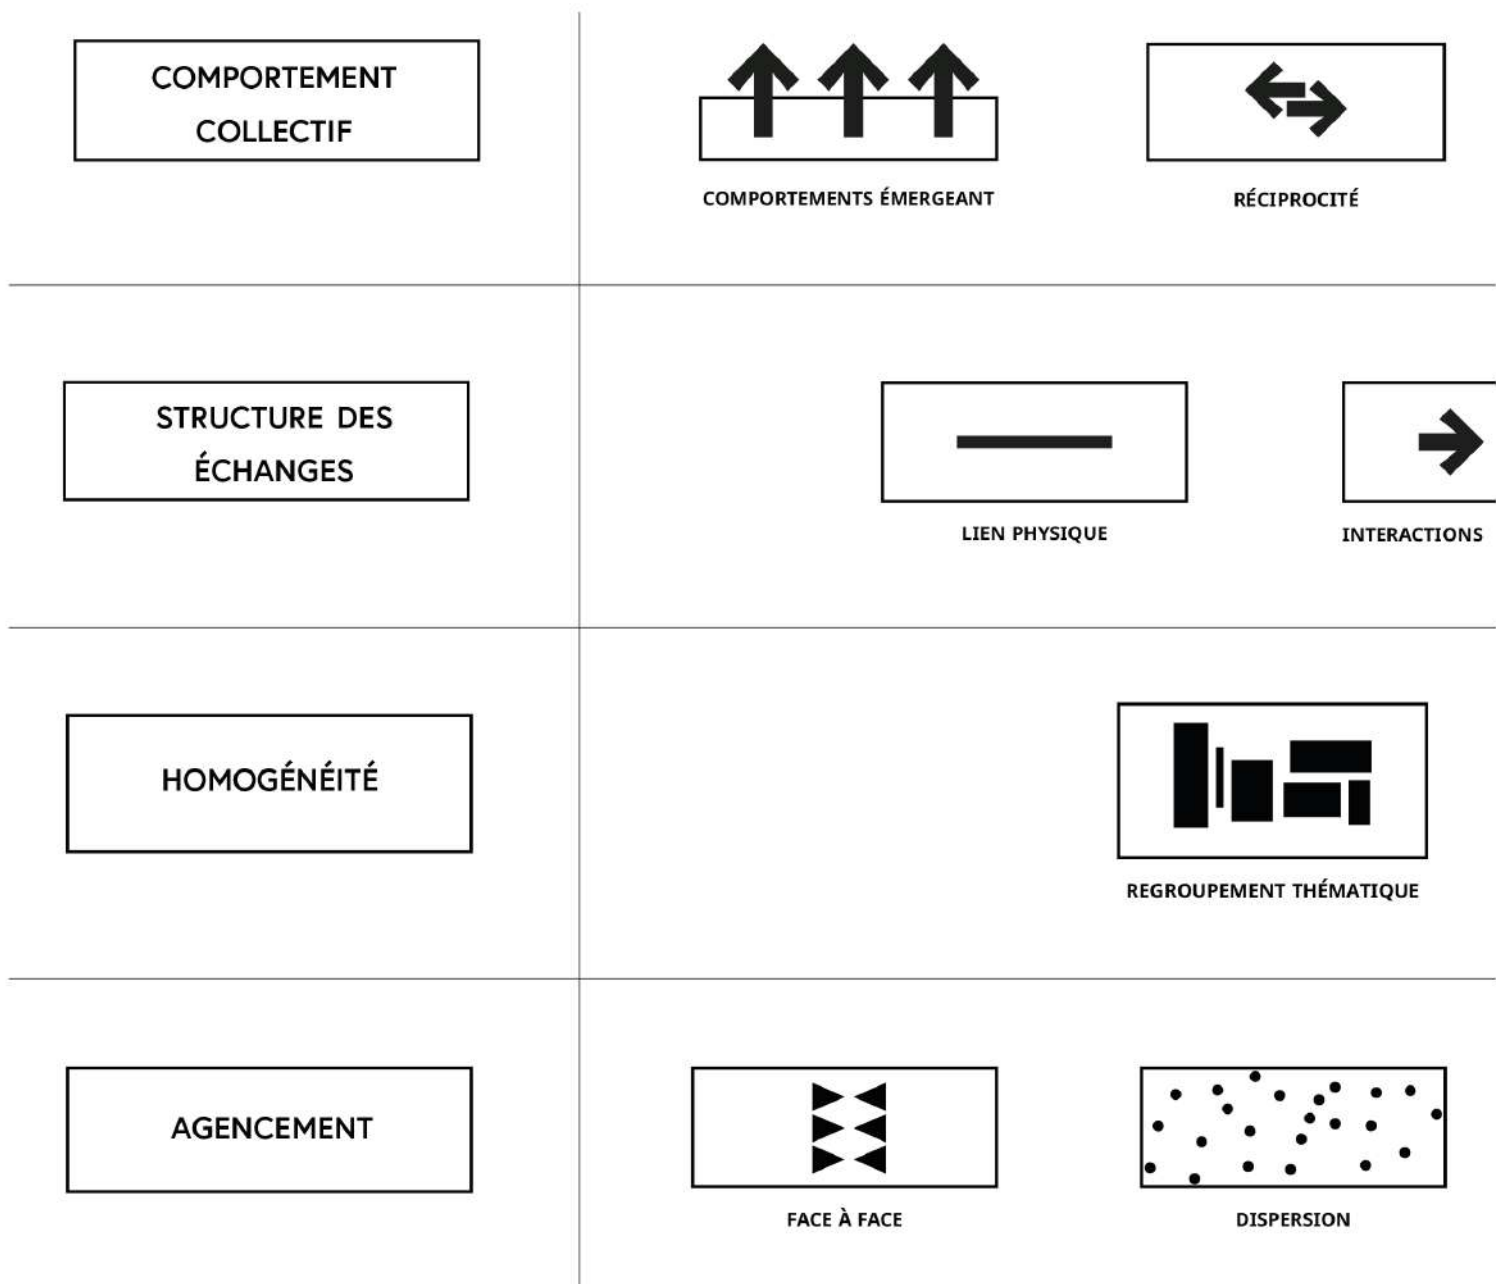 COMPORTEMENT
COLLECTIF
COMPORTEMENTS ÉMERGEANT
RÉCIPROCITÉ
STRUCTURE DES
ÉCHANGES
LIEN PHYSIQUE
INTERACTIONS
HOMOGÉNÉITÉ
REGROUPEMENT THÉMATIQUE
AGENCEMENT
FACE À FACE
DISPERSION